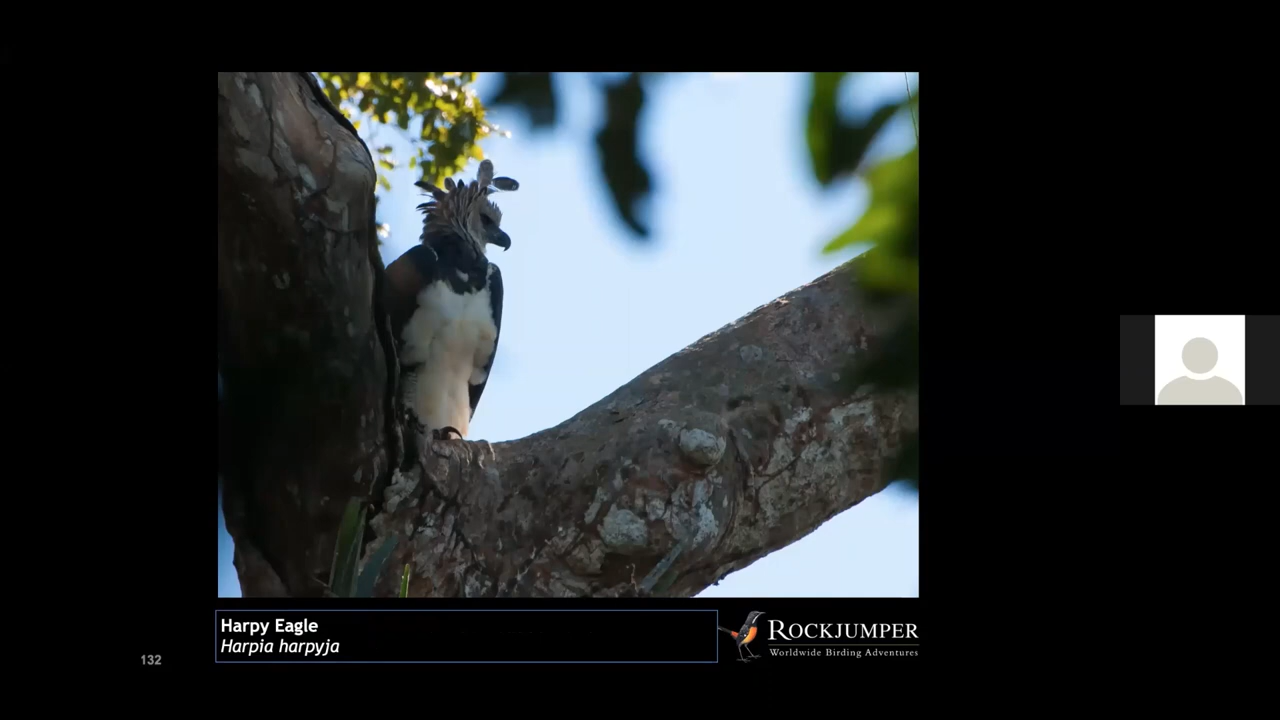 Harpy Eagle
Harpia harpyja
ROCKJUMPER
Worldwide Birding Adventures
132